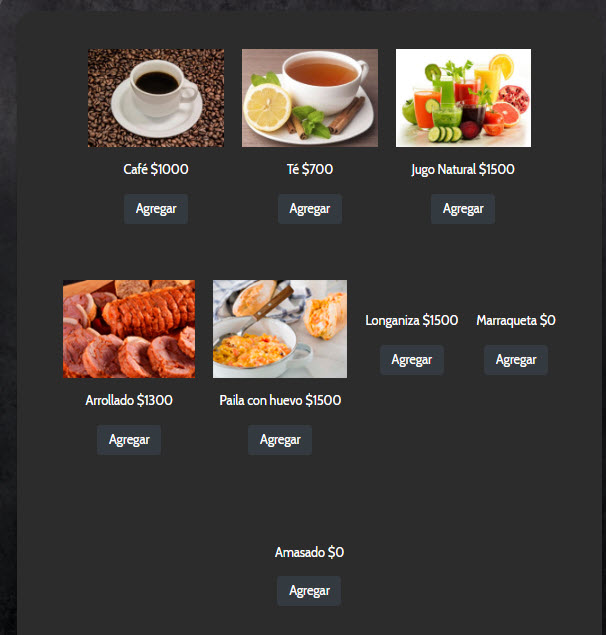 Café $1000
Té $700
Jugo Natural $1500
Agregar
Agregar
Agregar
Longaniza $1500
Marraqueta $0
Agregar
Agregar
Arrollado $1300
Paila con huevo $1500
Agregar
Agregar
Amasado $0
Agregar